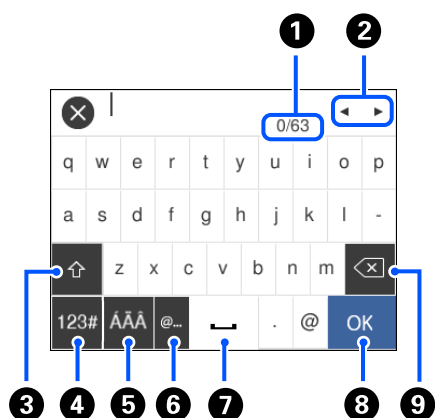 1 2
0/63
q w e r t y u i o p
a s d f g h j k l -
z x c v b n m
123# ÁÃÂ @... . @ OK
3 4 5 6 7 8 9